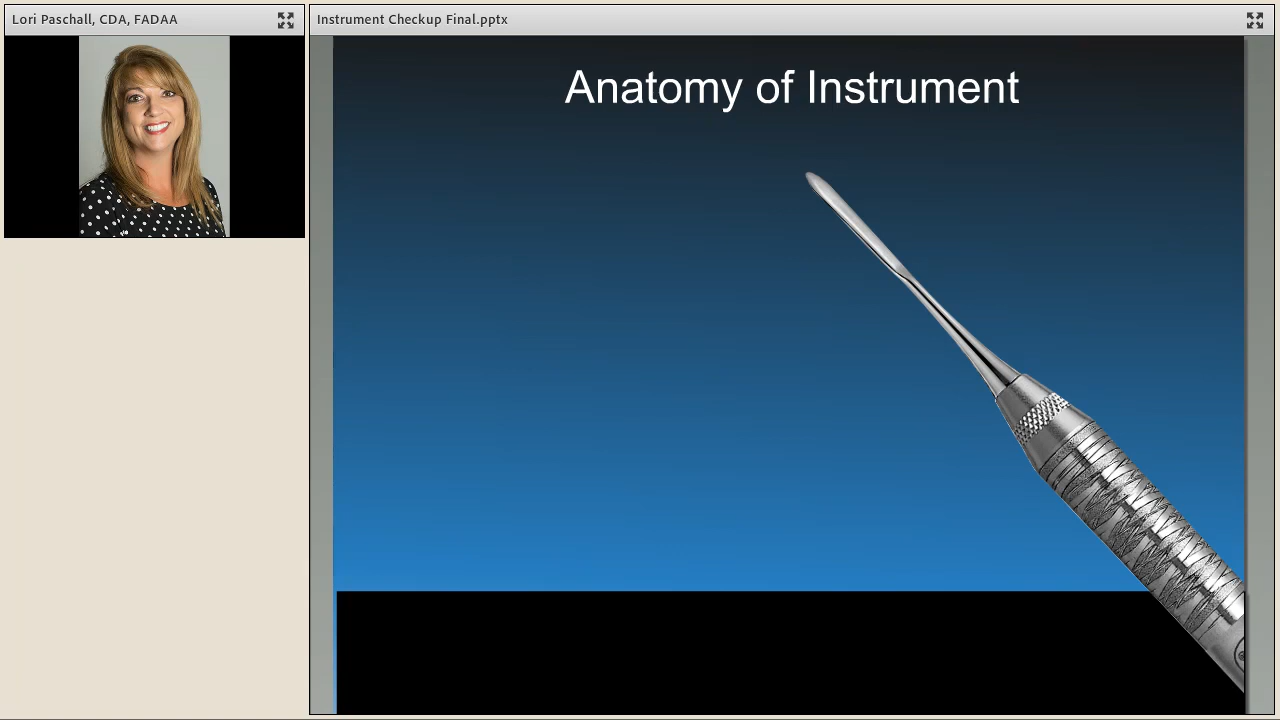 Lori Paschall, CDA, FADAA
Instrument Checkup Final.pptx
Anatomy of Instrument